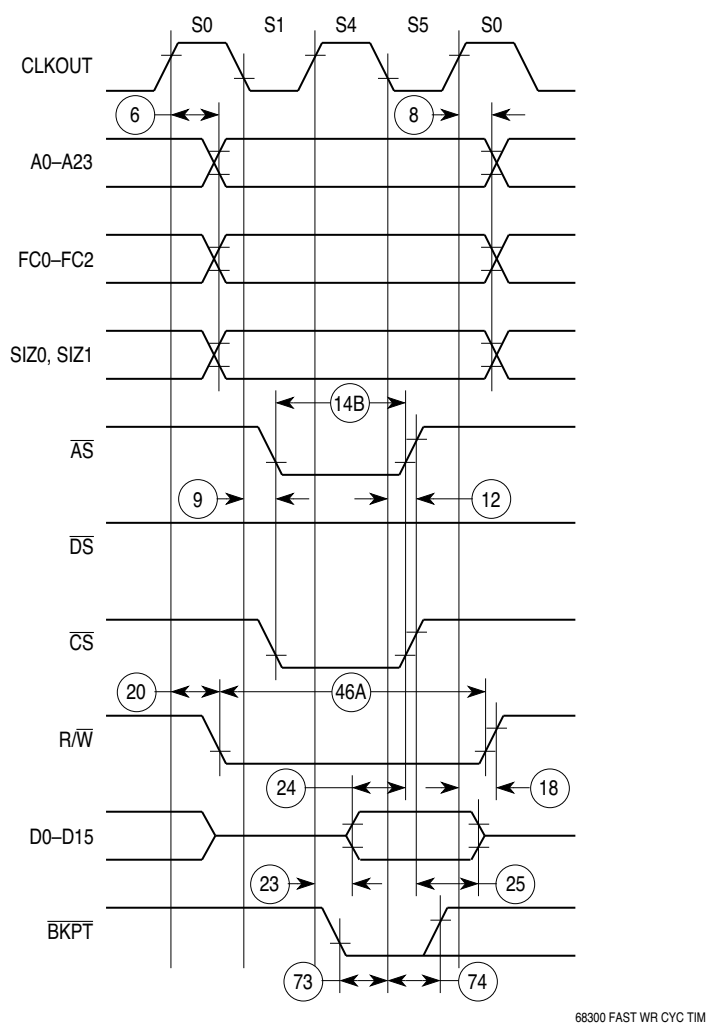 S0 S1 S4 S5 S0
CLKOUT
6 8
A0–A23
FC0–FC2
SIZ0, SIZ1
14B
AS
9 12
DS
CS
20 46A
R/W
24 18
D0–D15
23 25
BKPT
73 74
68300 FAST WR CYC TIM